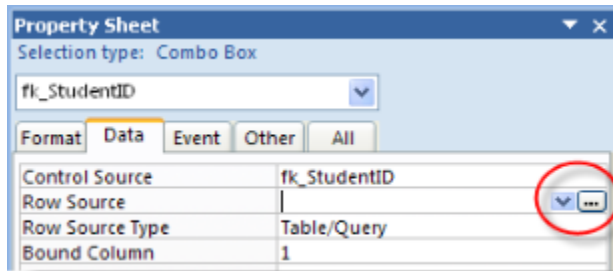 Property Sheet
Selection type: Combo Box
fk_StudentID
Format Data Event Other All
Control Source fk_StudentID
Row Source ...
Row Source Type Table/Query
Bound Column 1